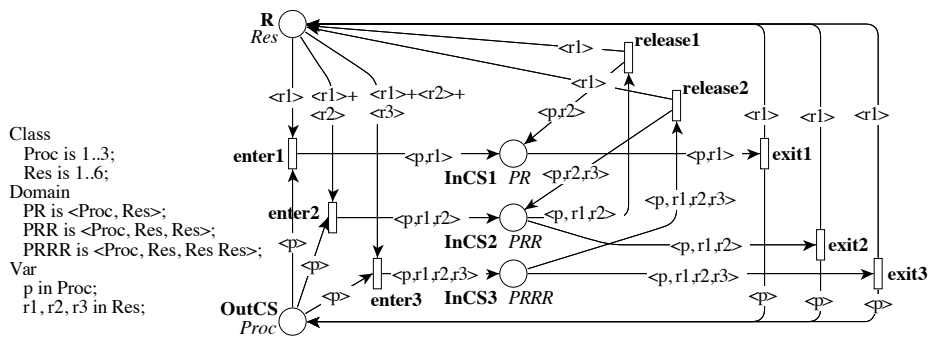 R
Res
<r1>
<r1>+
<r2>
<r1>+<r2>+
<r3>
<r1>
release1
<r1>
release2
<p,r2>
<r1>
<r1>
<r1>
Class
Proc is 1..3;
Res is 1..6;
Domain
PR is <Proc, Res>;
PRR is <Proc, Res, Res>;
PRRR is <Proc, Res, Res Res>;
Var
p in Proc;
r1, r2, r3 in Res;
enter1
<p,r1>
InCS1 PR
<p,r1>
exit1
<p,r2,r3>
<p, r1,r2,r3>
enter2
<p,r1,r2>
<p, r1,r2>
InCS2 PRR
<p, r1,r2>
exit2
<p>
<p>
<p>
enter3
<p,r1,r2,r3>
InCS3 PRRR
<p, r1,r2,r3>
exit3
<p>
<p>
<p>
OutCS
Proc